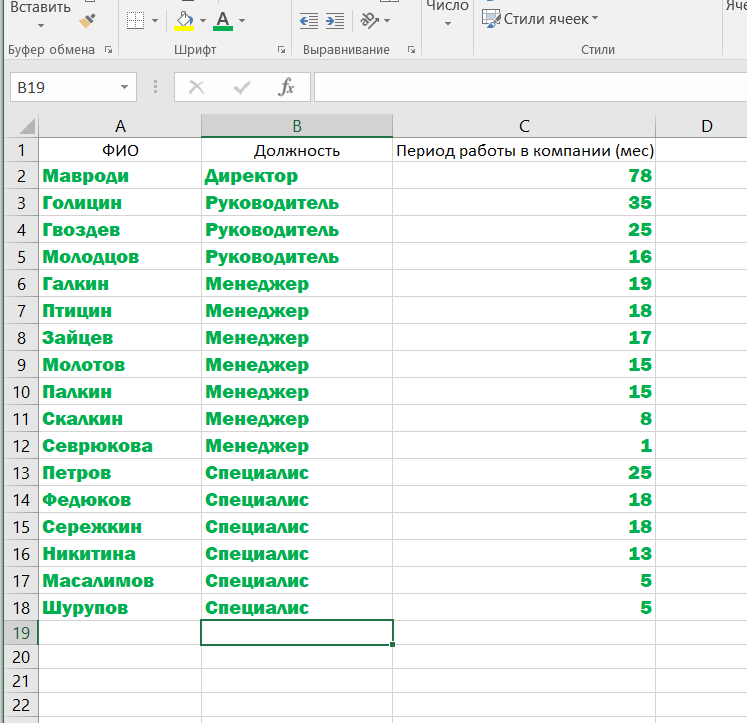 Вставить
Число
Стили ячеек
Буфер обмена
Шрифт
Выравнивание
Стили
B19
fx
A B C D
1 ФИО Должность Период работы в компании (мес)
2 Мавроди Директор 78
3 Голицин Руководитель 35
4 Гвоздев Руководитель 25
5 Молодцов Руководитель 16
6 Галкин Менеджер 19
7 Птицин Менеджер 18
8 Зайцев Менеджер 17
9 Молотов Менеджер 15
10 Палкин Менеджер 15
11 Скалкин Менеджер 8
12 Севрюкова Менеджер 1
13 Петров Специалис 25
14 Федюков Специалис 18
15 Сережкин Специалис 18
16 Никитина Специалис 13
17 Масалимов Специалис 5
18 Шурупов Специалис 5
19
20
21
22